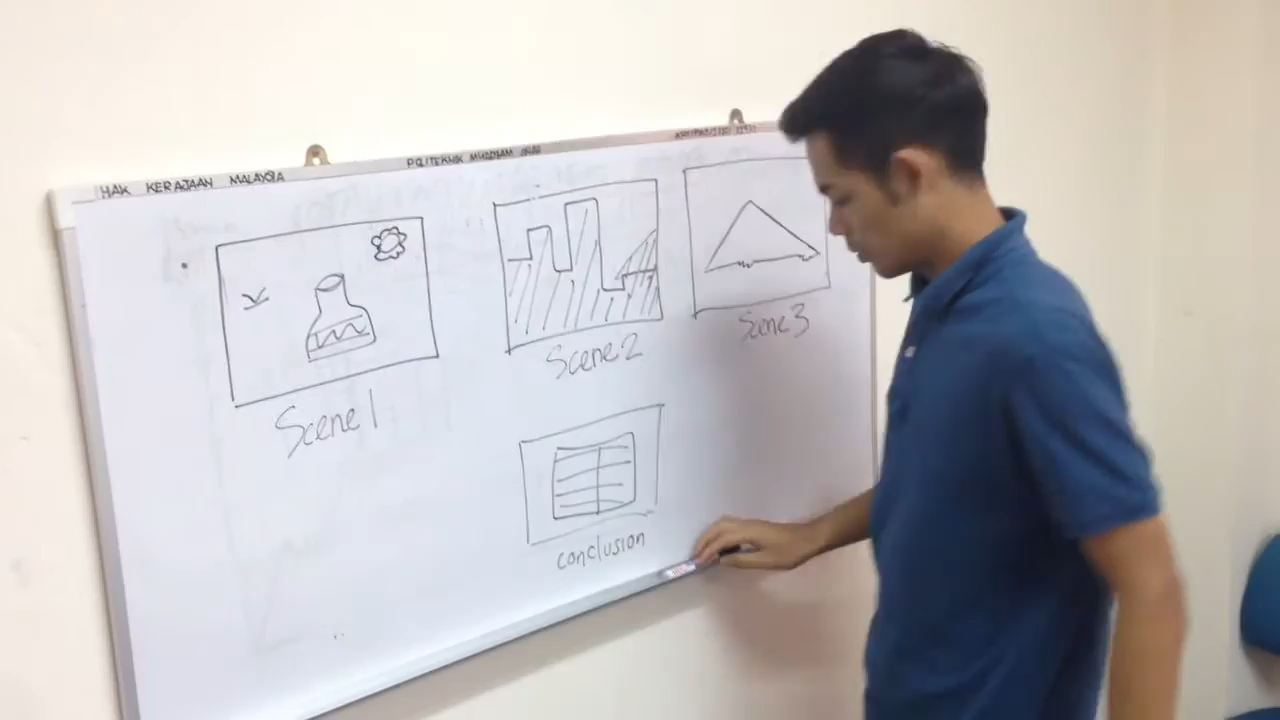 HAK KERAJAAN MALAYSIA
POLITEKNIK
Scene 1
Scene 2
Scene 3
conclusion